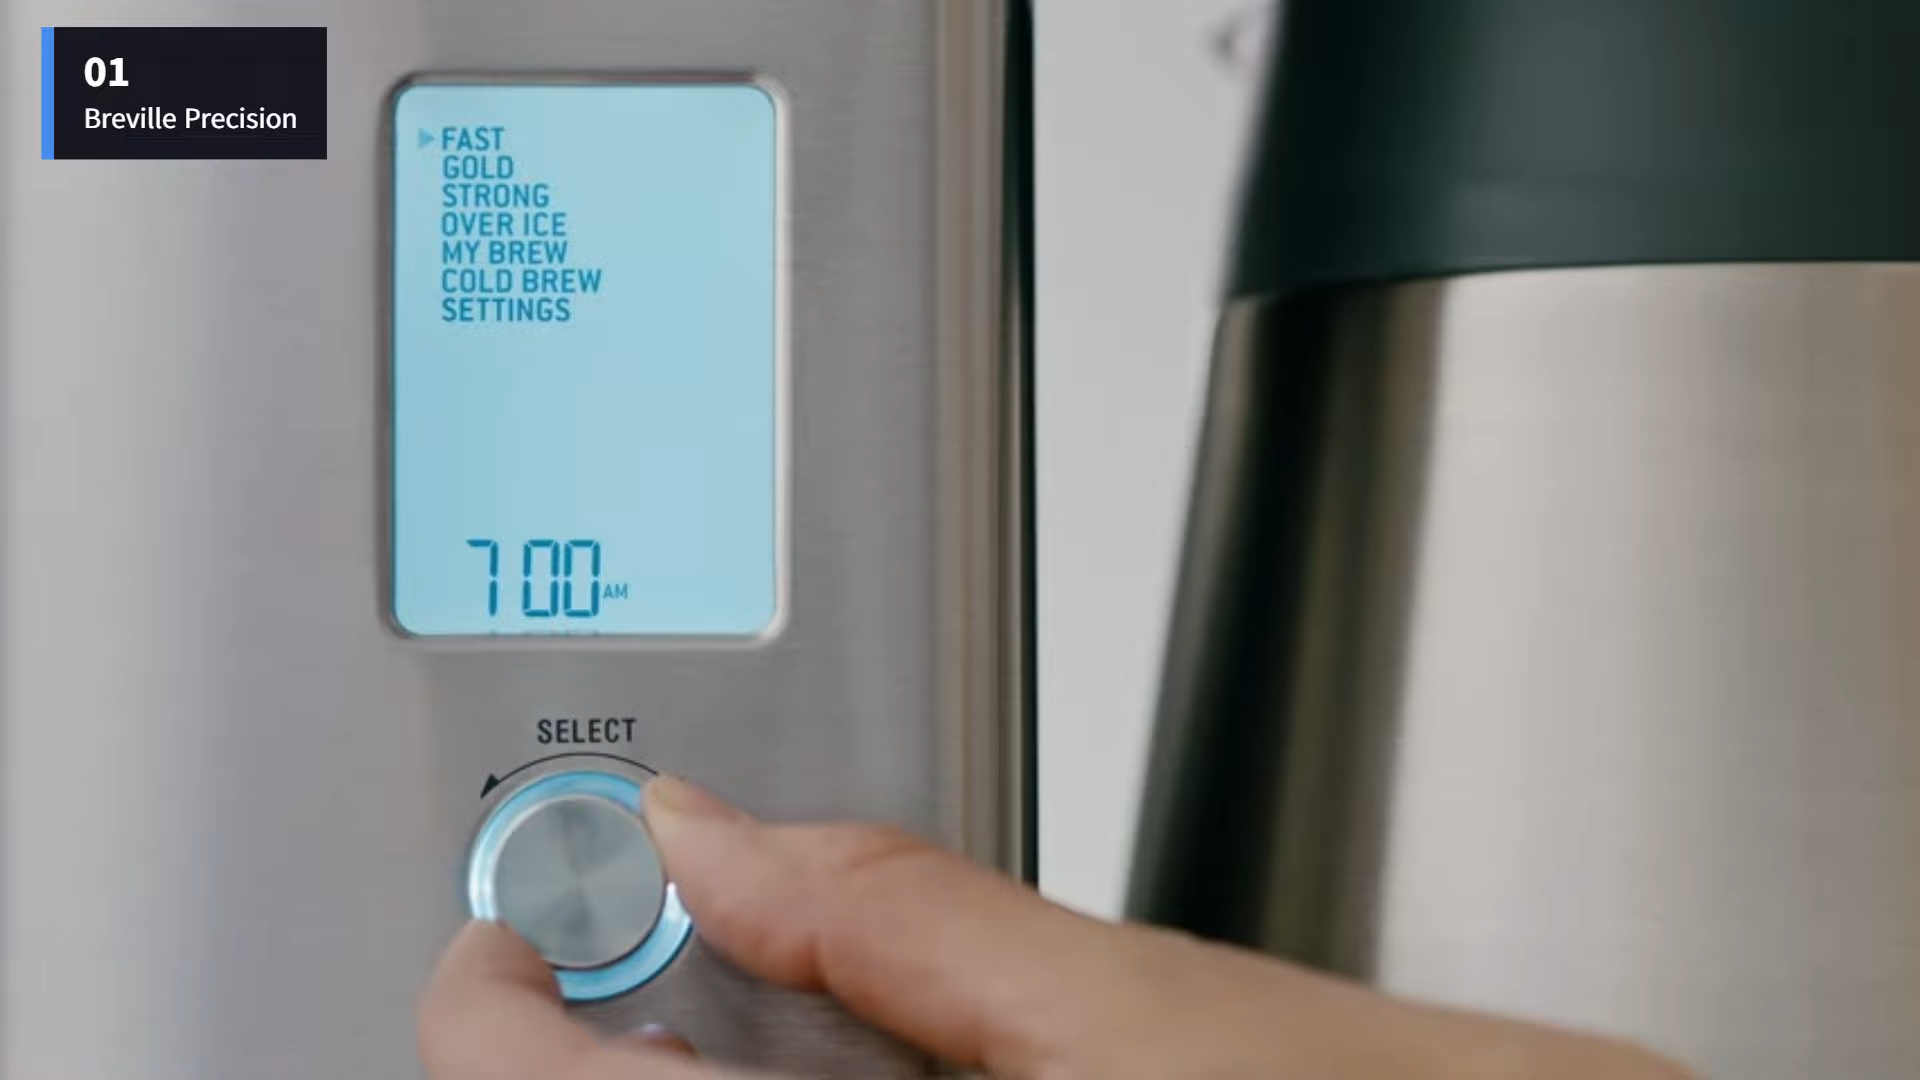 01
Breville Precision
FAST
GOLD
STRONG
OVER ICE
MY BREW
COLD BREW
SETTINGS
7 00 AM
SELECT